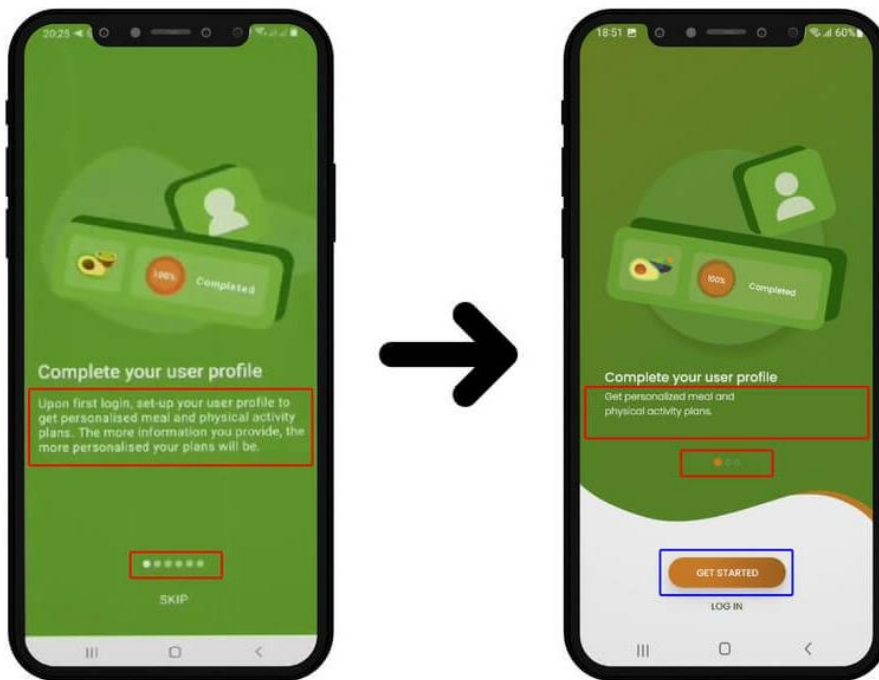 20:25
100%
Completed
Complete your user profile
Upon first login, set-up your user profile to
get personalised meal and physical activity
plans. The more information you provide, the
more personalised your plans will be.
SKIP
18:51
60%
100%
Completed
Complete your user profile
Get personalized meal and
physical activity plans.
GET STARTED
LOG IN